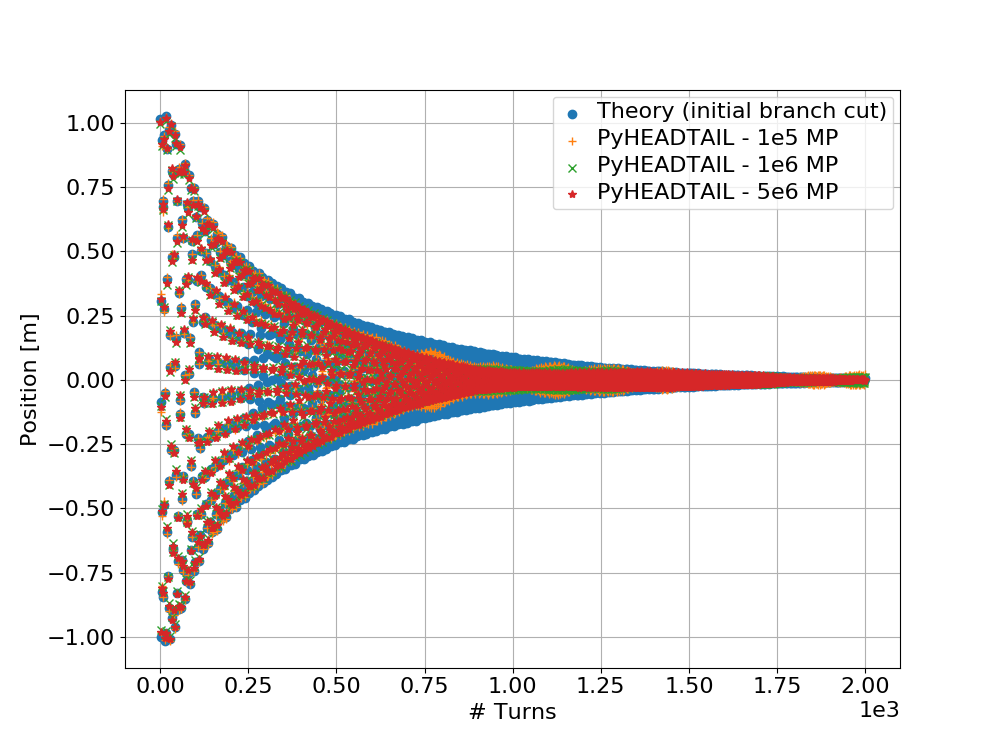 Theory (initial branch cut)
PyHEADTAIL - 1e5 MP
PyHEADTAIL - 1e6 MP
PyHEADTAIL - 5e6 MP
1.00
0.75
0.50
0.25
0.00
−0.25
−0.50
−0.75
−1.00
Position [m]
0.00 0.25 0.50 0.75 1.00 1.25 1.50 1.75 2.00
# Turns
1e3